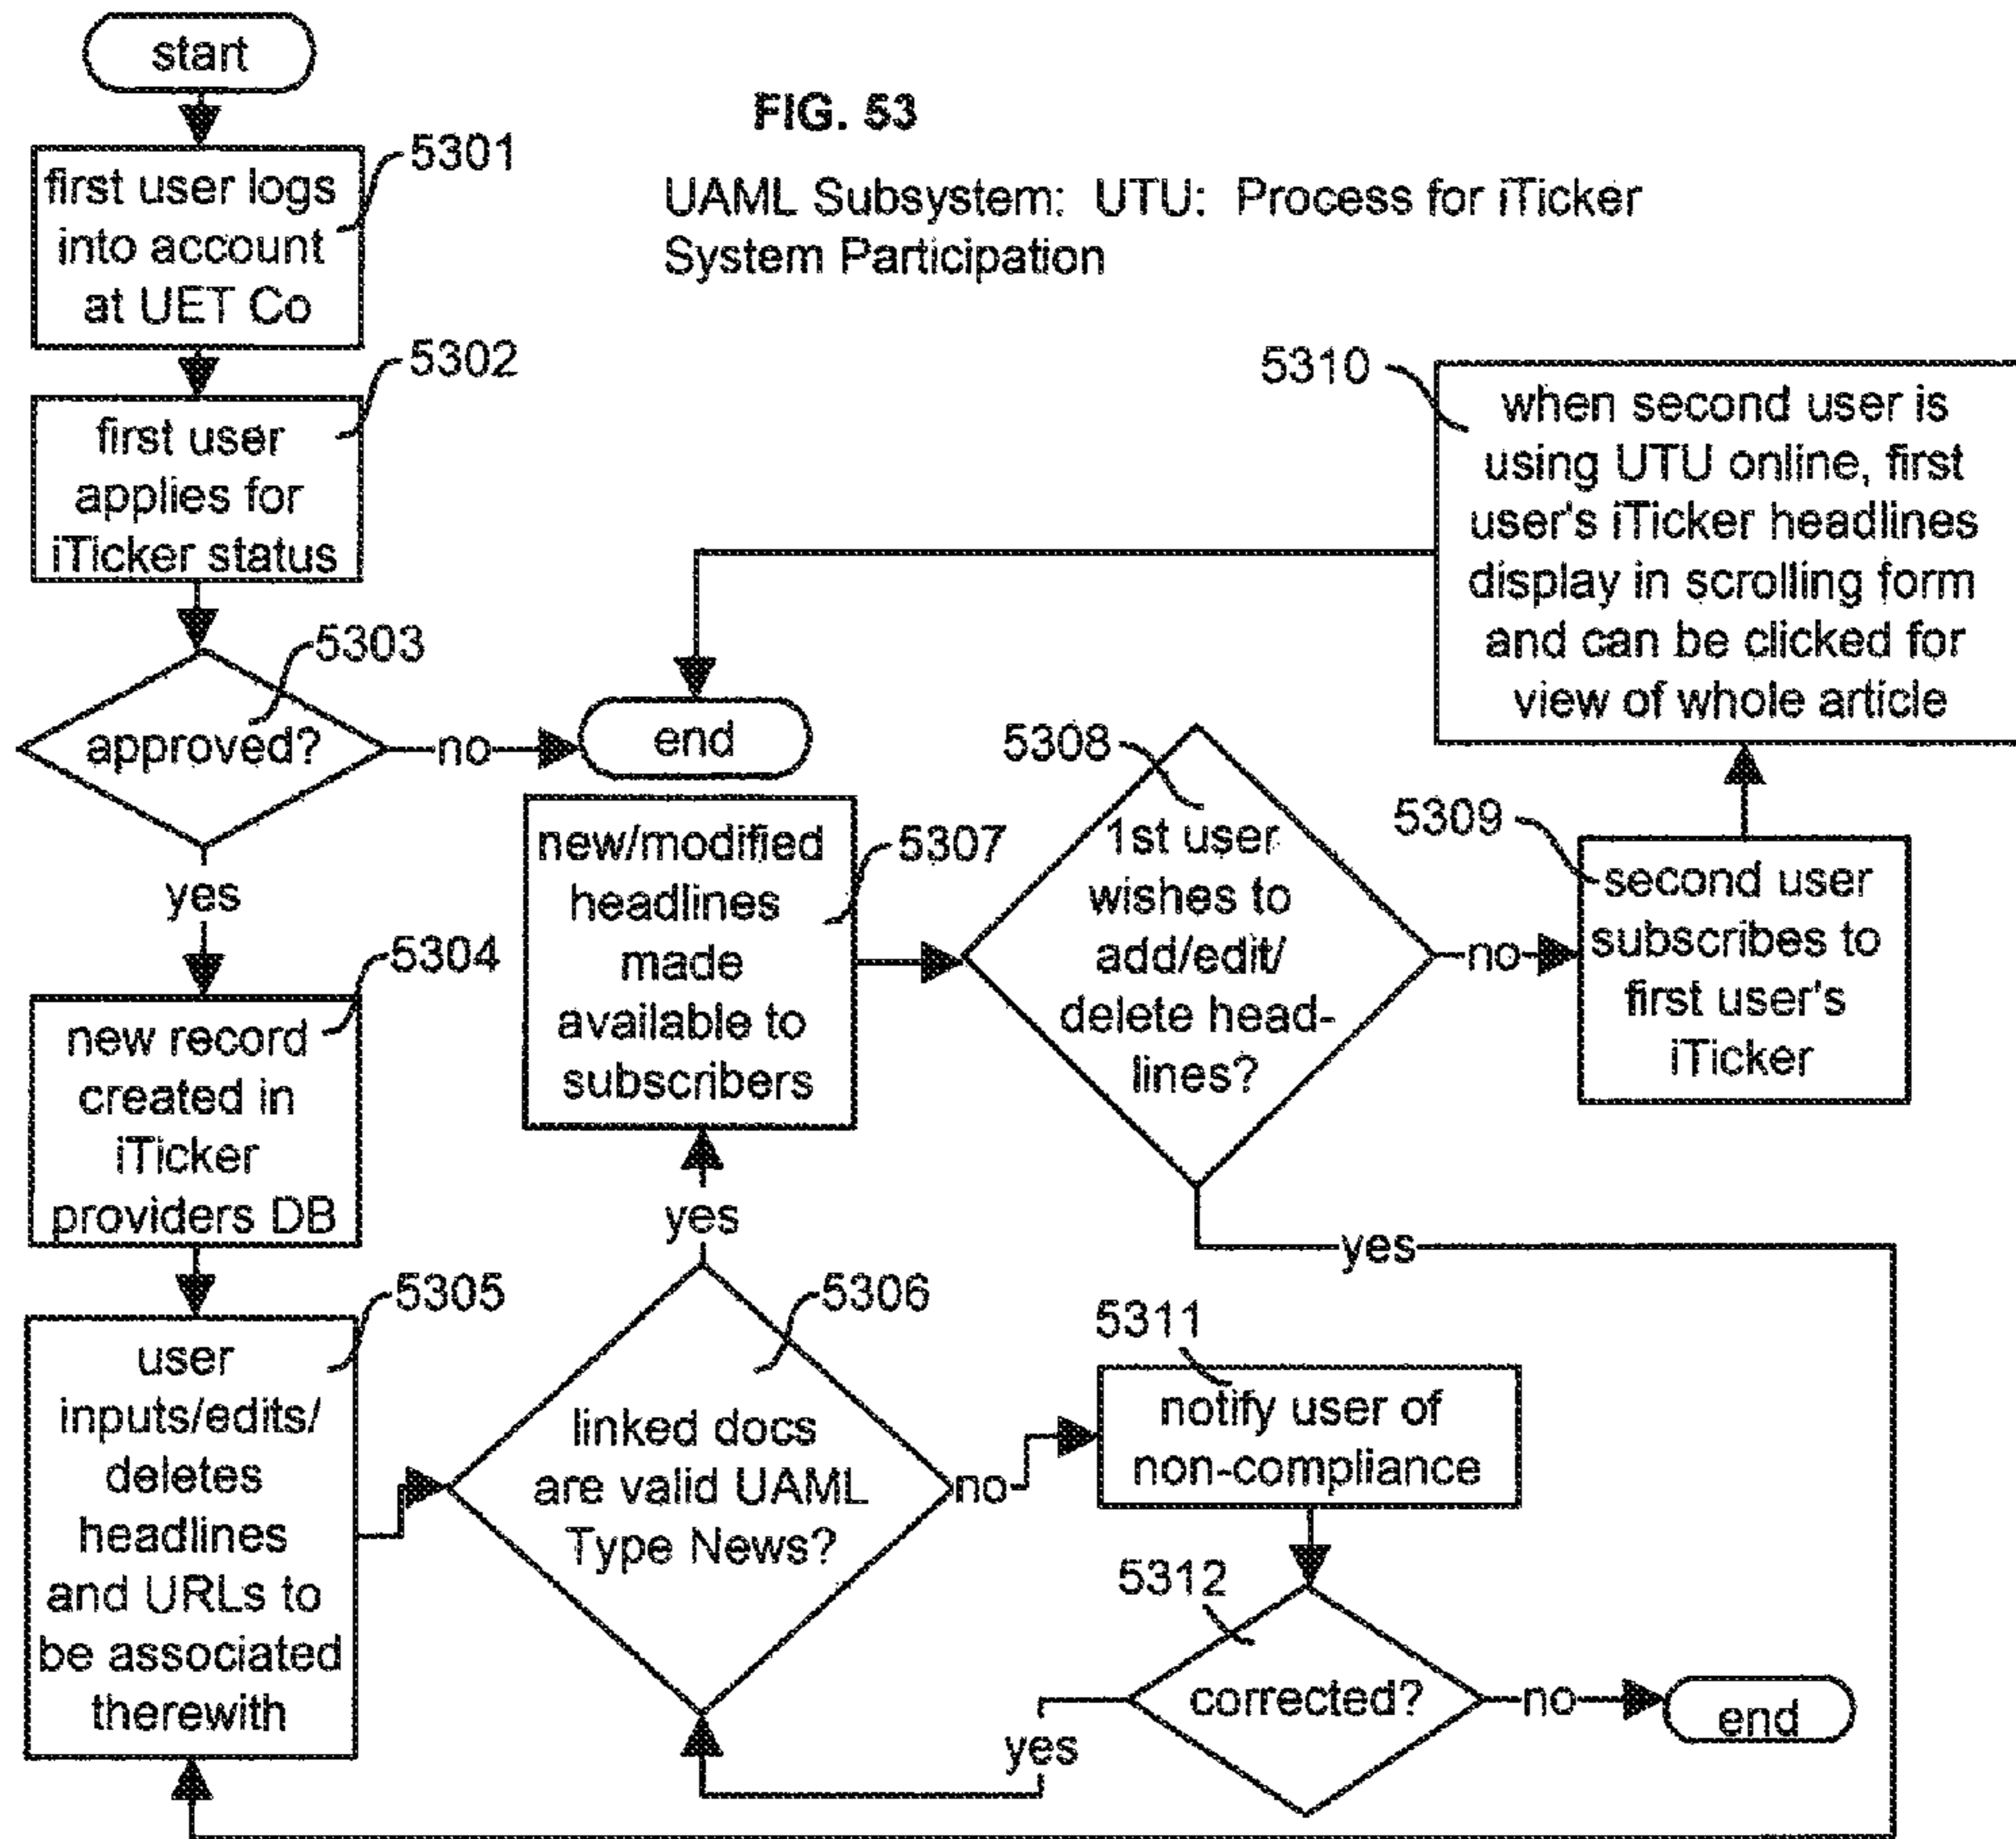 start
FIG. 53
UAML Subsystem: UTU: Process for iTicker
System Participation
5301
first user logs
into account
at UET Co
5302
first user
applies for
iTicker status
5303
approved?
no
end
yes
5304
new record
created in
iTicker
providers DB
5305
user
inputs/edits/
deletes
headlines
and URLs to
be associated
therewith
5306
linked docs
are valid UAML
Type News?
yes
5307
new/modified
headlines
made
available to
subscribers
5308
1st user
wishes to
add/edit/
delete head-
lines?
no
5309
second user
subscribes to
first user's
iTicker
5310
when second user is
using UTU online, first
user's iTicker headlines
display in scrolling form
and can be clicked for
view of whole article
yes
no
5311
notify user of
non-compliance
5312
corrected?
no
end
yes